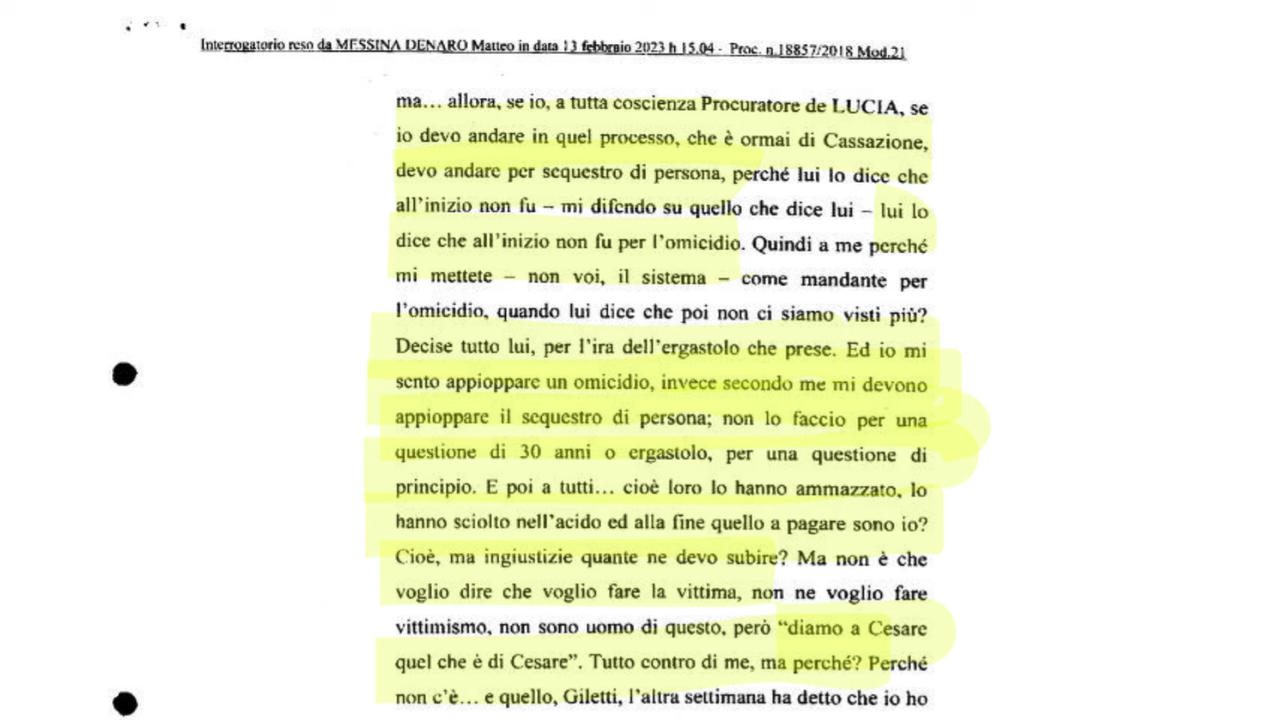 Interrogatorio reso da MESSINA DENARO Matteo in data 13 febbraio 2023 h 15.04 - Proc. n.18857/2018 Mod.21
ma… allora, se io, a tutta coscienza Procuratore de LUCIA, se
io devo andare in quel processo, che è ormai di Cassazione,
devo andare per sequestro di persona, perché lui lo dice che
all'inizio non fu – mi difendo su quello che dice lui – lui lo
dice che all'inizio non fu per l'omicidio. Quindi a me perché
mi mettete – non voi, il sistema – come mandante per
l'omicidio, quando lui dice che poi non ci siamo visti più?
Decise tutto lui, per l'ira dell'ergastolo che prese. Ed io mi
sento appioppare un omicidio, invece secondo me mi devono
appioppare il sequestro di persona; non lo faccio per una
questione di 30 anni o ergastolo, per una questione di
principio. E poi a tutti… cioè loro lo hanno ammazzato, lo
hanno sciolto nell'acido ed alla fine quello a pagare sono io?
Cioè, ma ingiustizie quante ne devo subire? Ma non è che
voglio dire che voglio fare la vittima, non ne voglio fare
vittimismo, non sono uomo di questo, però “diamo a Cesare
quel che è di Cesare”. Tutto contro di me, ma perché? Perché
non c'è… e quello, Giletti, l'altra settimana ha detto che io ho